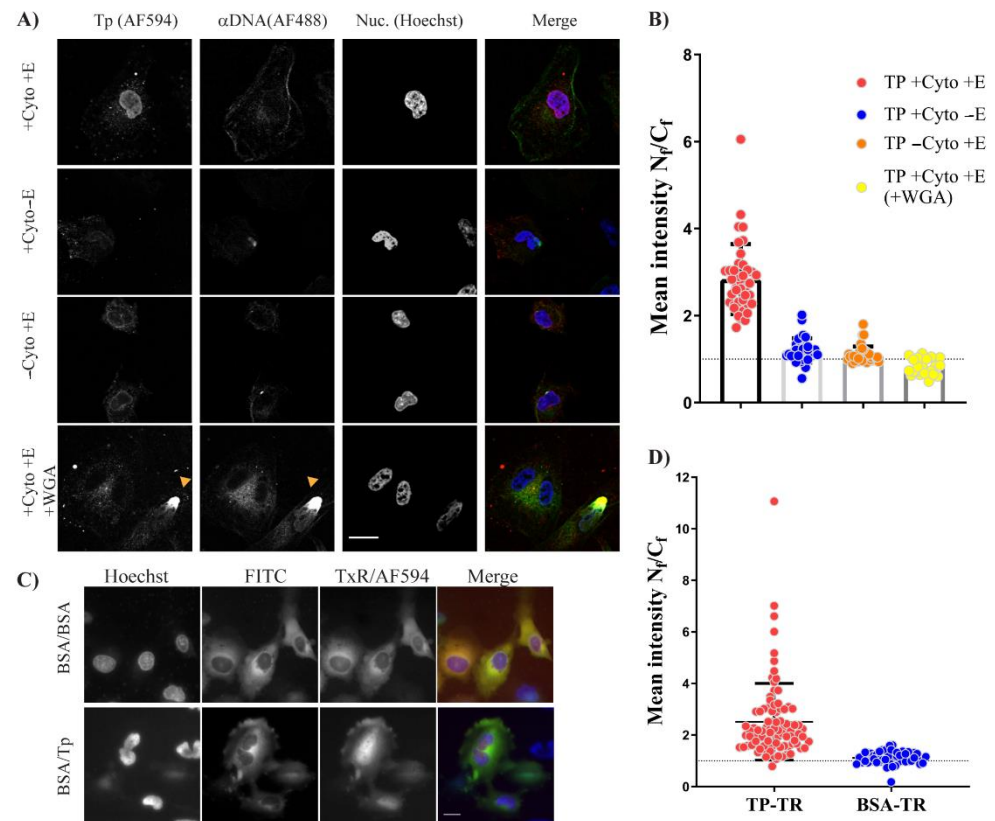 A)
Tp (AF594) αDNA(AF488) Nuc. (Hoechst) Merge
+Cyto +E
+Cyto–E
–Cyto +E
+Cyto +E
+WGA
B)
Mean intensity Nf/Cf
8
6
4
2
0
TP +Cyto +E
TP +Cyto –E
TP –Cyto +E
TP +Cyto +E
(+WGA)
C)
Hoechst FITC TxR/AF594 Merge
BSA/BSA
BSA/Tp
D)
Mean intensity Nf/Cf
12
10
8
6
4
2
0
TP-TR BSA-TR